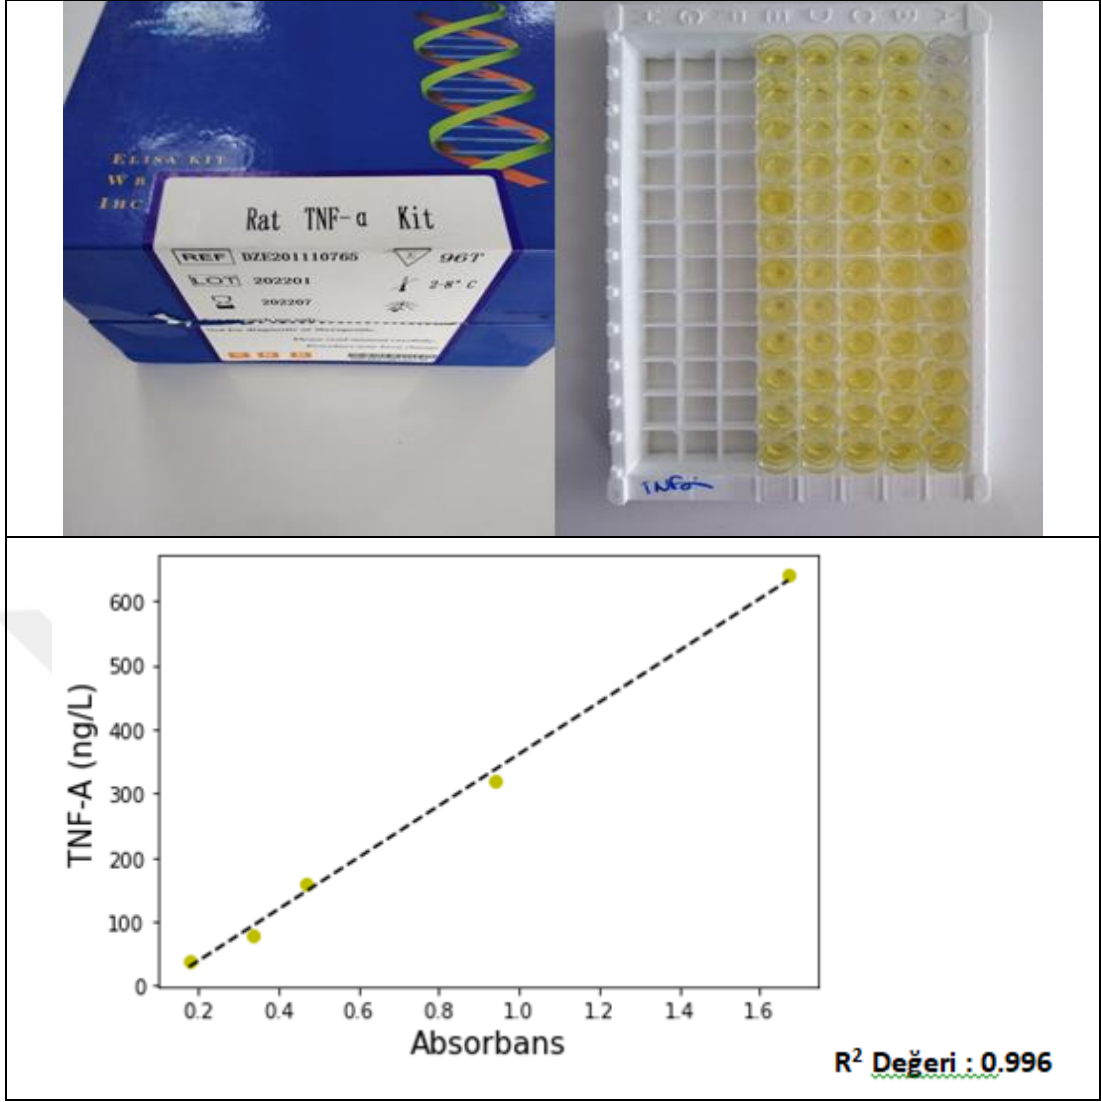 ELISA KIT
Rat TNF-α Kit
REF DZE201110765 96T
LOT 202201 2-8°C
202207
TNFα
600
500
400
300
200
100
0
TNF-A (ng/L)
0.2 0.4 0.6 0.8 1.0 1.2 1.4 1.6
Absorbans
R² Değeri : 0.996